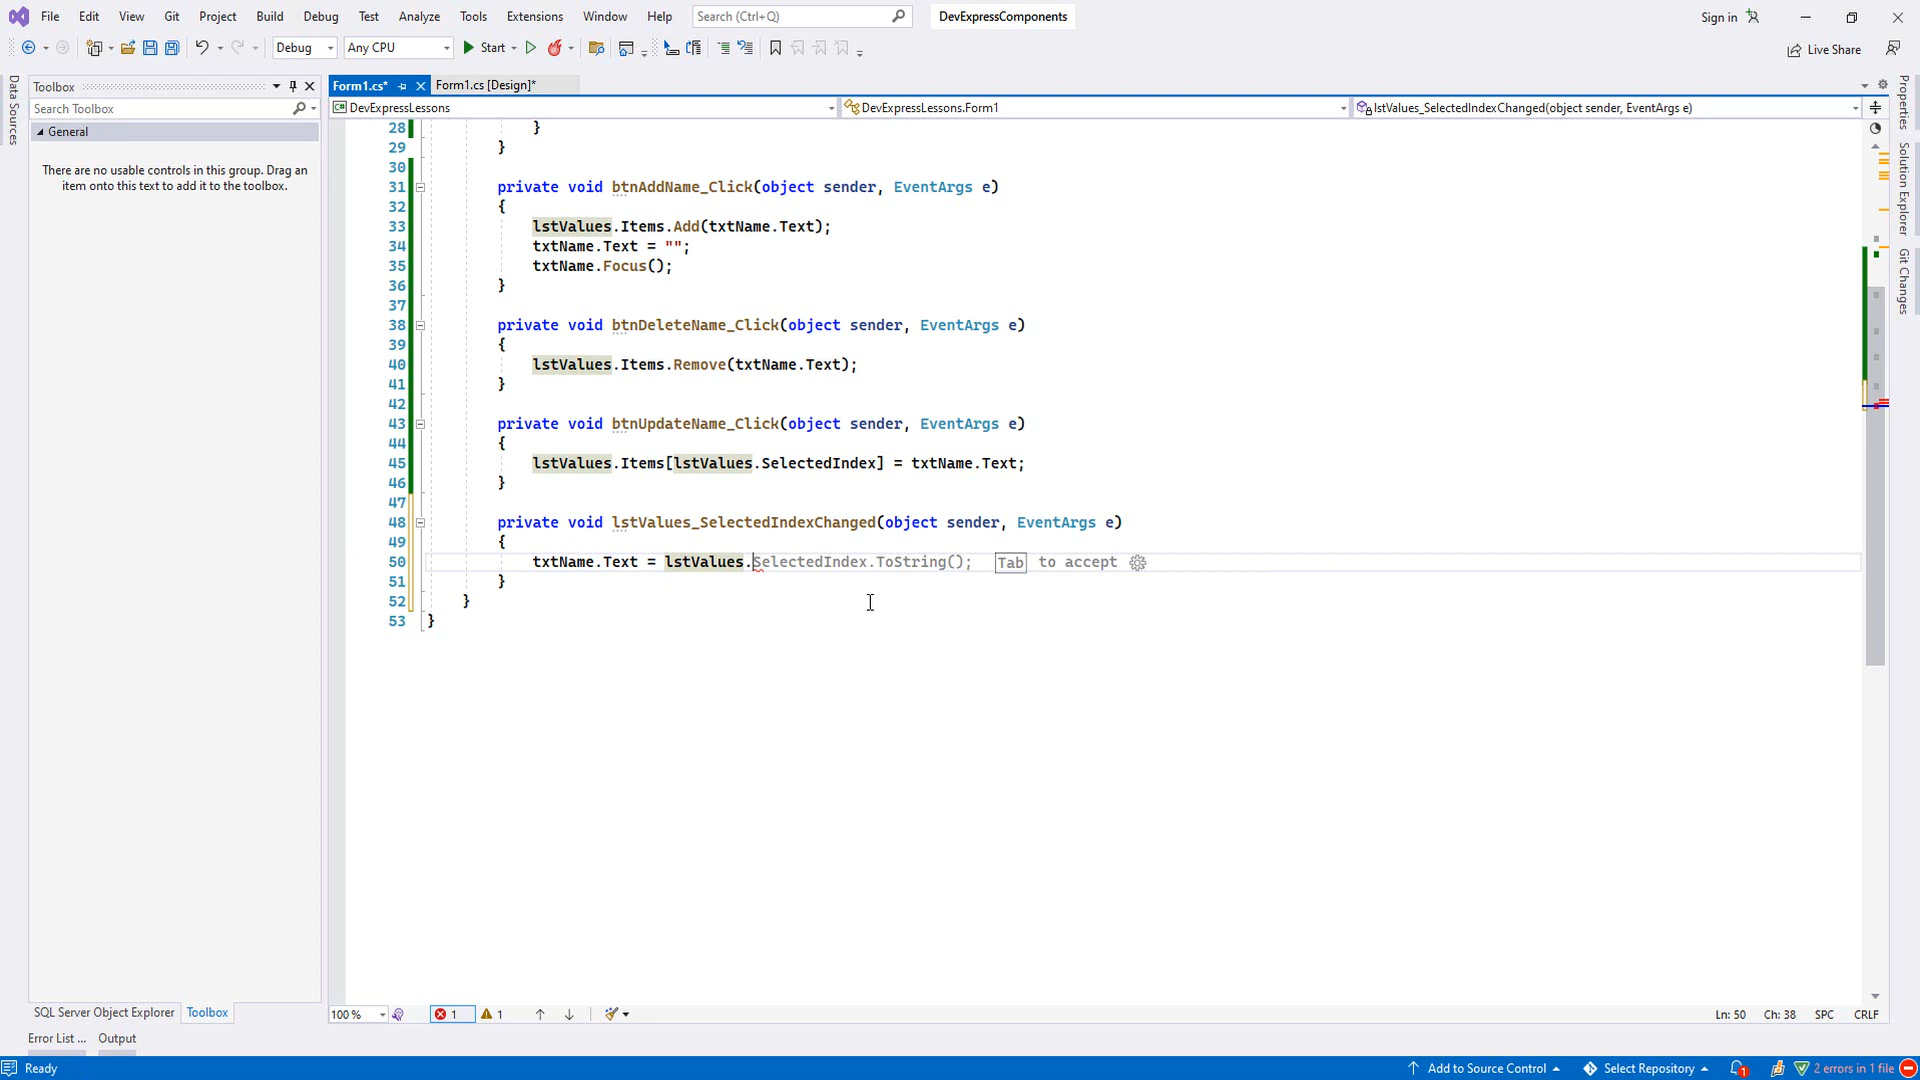 File Edit View Git Project Build Debug Test Analyze Tools Extensions Window Help Search (Ctrl+Q) DevExpressComponents Sign in
Debug Any CPU Start Live Share
Data Sources
Toolbox
Search Toolbox
General
There are no usable controls in this group. Drag an
item onto this text to add it to the toolbox.
Form1.cs* Form1.cs [Design]*
DevExpressLessons DevExpressLessons.Form1 lstValues_SelectedIndexChanged(object sender, EventArgs e)
28 }
29 }
30
31 private void btnAddName_Click(object sender, EventArgs e)
32 {
33 lstValues.Items.Add(txtName.Text);
34 txtName.Text = "";
35 txtName.Focus();
36 }
37
38 private void btnDeleteName_Click(object sender, EventArgs e)
39 {
40 lstValues.Items.Remove(txtName.Text);
41 }
42
43 private void btnUpdateName_Click(object sender, EventArgs e)
44 {
45 lstValues.Items[lstValues.SelectedIndex] = txtName.Text;
46 }
47
48 private void lstValues_SelectedIndexChanged(object sender, EventArgs e)
49 {
50 txtName.Text = lstValues.SelectedIndex.ToString(); Tab to accept
51 }
52 }
53 }
Properties
Solution Explorer
Git Changes
100 % 1 1 Ln: 50 Ch: 38 SPC CRLF
SQL Server Object Explorer Toolbox
Error List ... Output
Ready Add to Source Control Select Repository 1 2 errors in 1 file